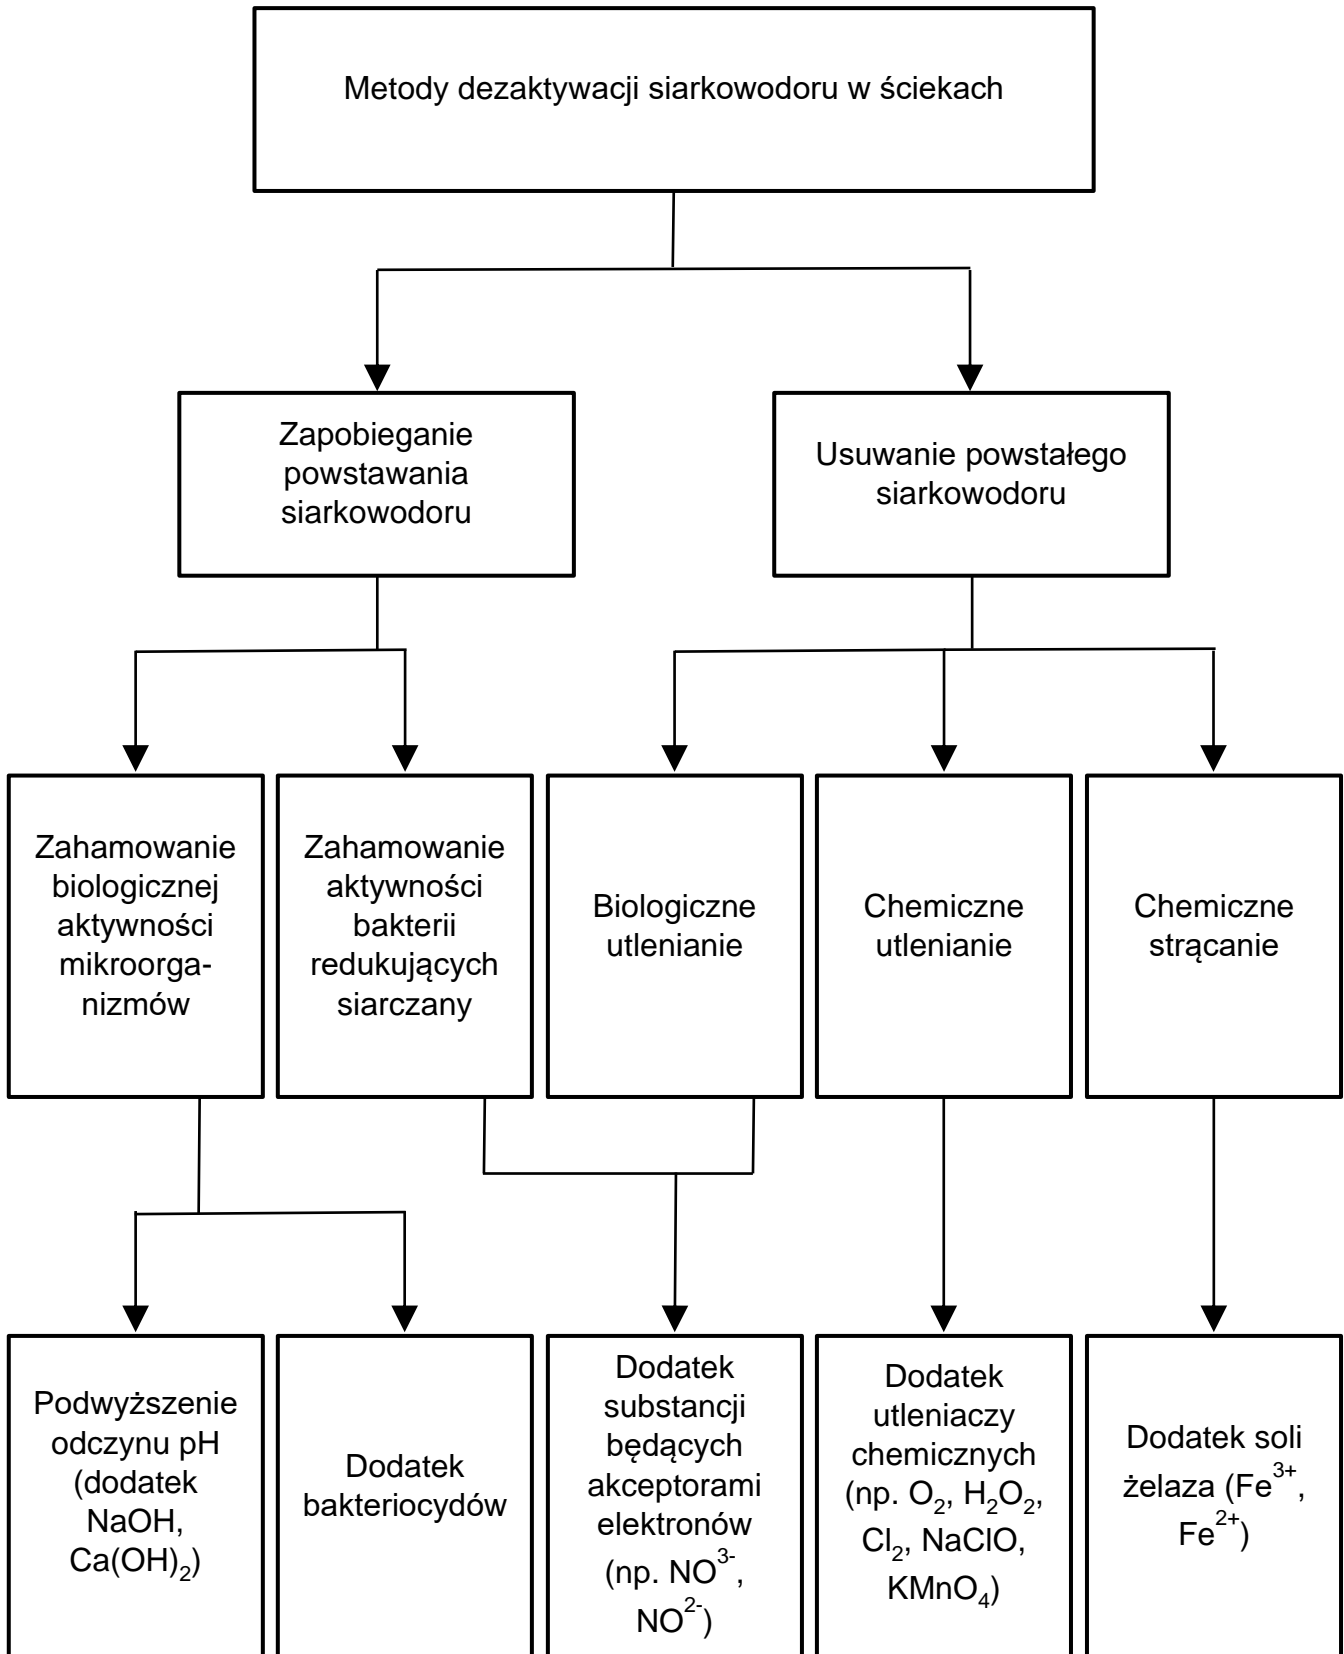 Metody dezaktywacji siarkowodoru w ściekach
Zapobieganie
powstawania
siarkowodoru
Usuwanie powstałego
siarkowodoru
Zahamowanie
biologicznej
aktywności
mikroorga-
nizmów
Zahamowanie
aktywności
bakterii
redukujących
siarczany
Biologiczne
utlenianie
Chemiczne
utlenianie
Chemiczne
strącanie
Podwyższenie
odczynu pH
(dodatek
NaOH,
Ca(OH)₂)
Dodatek
bakteriocydów
Dodatek
substancji
będących
akceptorami
elektronów
(np. NO³⁻,
NO²⁻)
Dodatek
utleniaczy
chemicznych
(np. O₂, H₂O₂,
Cl₂, NaClO,
KMnO₄)
Dodatek soli
żelaza (Fe³⁺,
Fe²⁺)